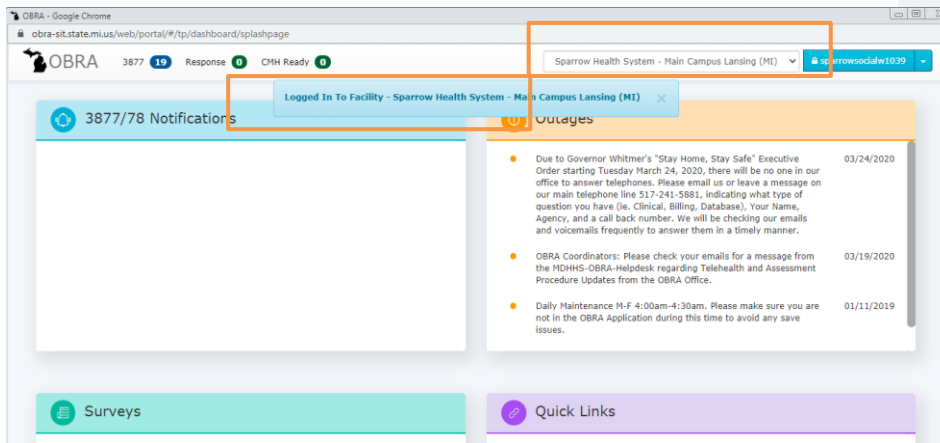 OBRA - Google Chrome
obra-sit.state.mi.us/web/portal/#/tp/dashboard/splashpage
OBRA 3877 19 Response 0 CMH Ready 0 Sparrow Health System - Main Campus Lansing (MI) sparrowsocialw1039
Logged In To Facility - Sparrow Health System - Main Campus Lansing (MI) ×
3877/78 Notifications
Outages
Due to Governor Whitmer's "Stay Home, Stay Safe" Executive 03/24/2020
Order starting Tuesday March 24, 2020, there will be no one in our
office to answer telephones. Please email us or leave a message on
our main telephone line 517-241-5881, indicating what type of
question you have (ie. Clinical, Billing, Database), Your Name,
Agency, and a call back number. We will be checking our emails
and voicemails frequently to answer them in a timely manner.
OBRA Coordinators: Please check your emails for a message from 03/19/2020
the MDHHS-OBRA-Helpdesk regarding Telehealth and Assessment
Procedure Updates from the OBRA Office.
Daily Maintenance M-F 4:00am-4:30am. Please make sure you are 01/11/2019
not in the OBRA Application during this time to avoid any save
issues.
Surveys
Quick Links